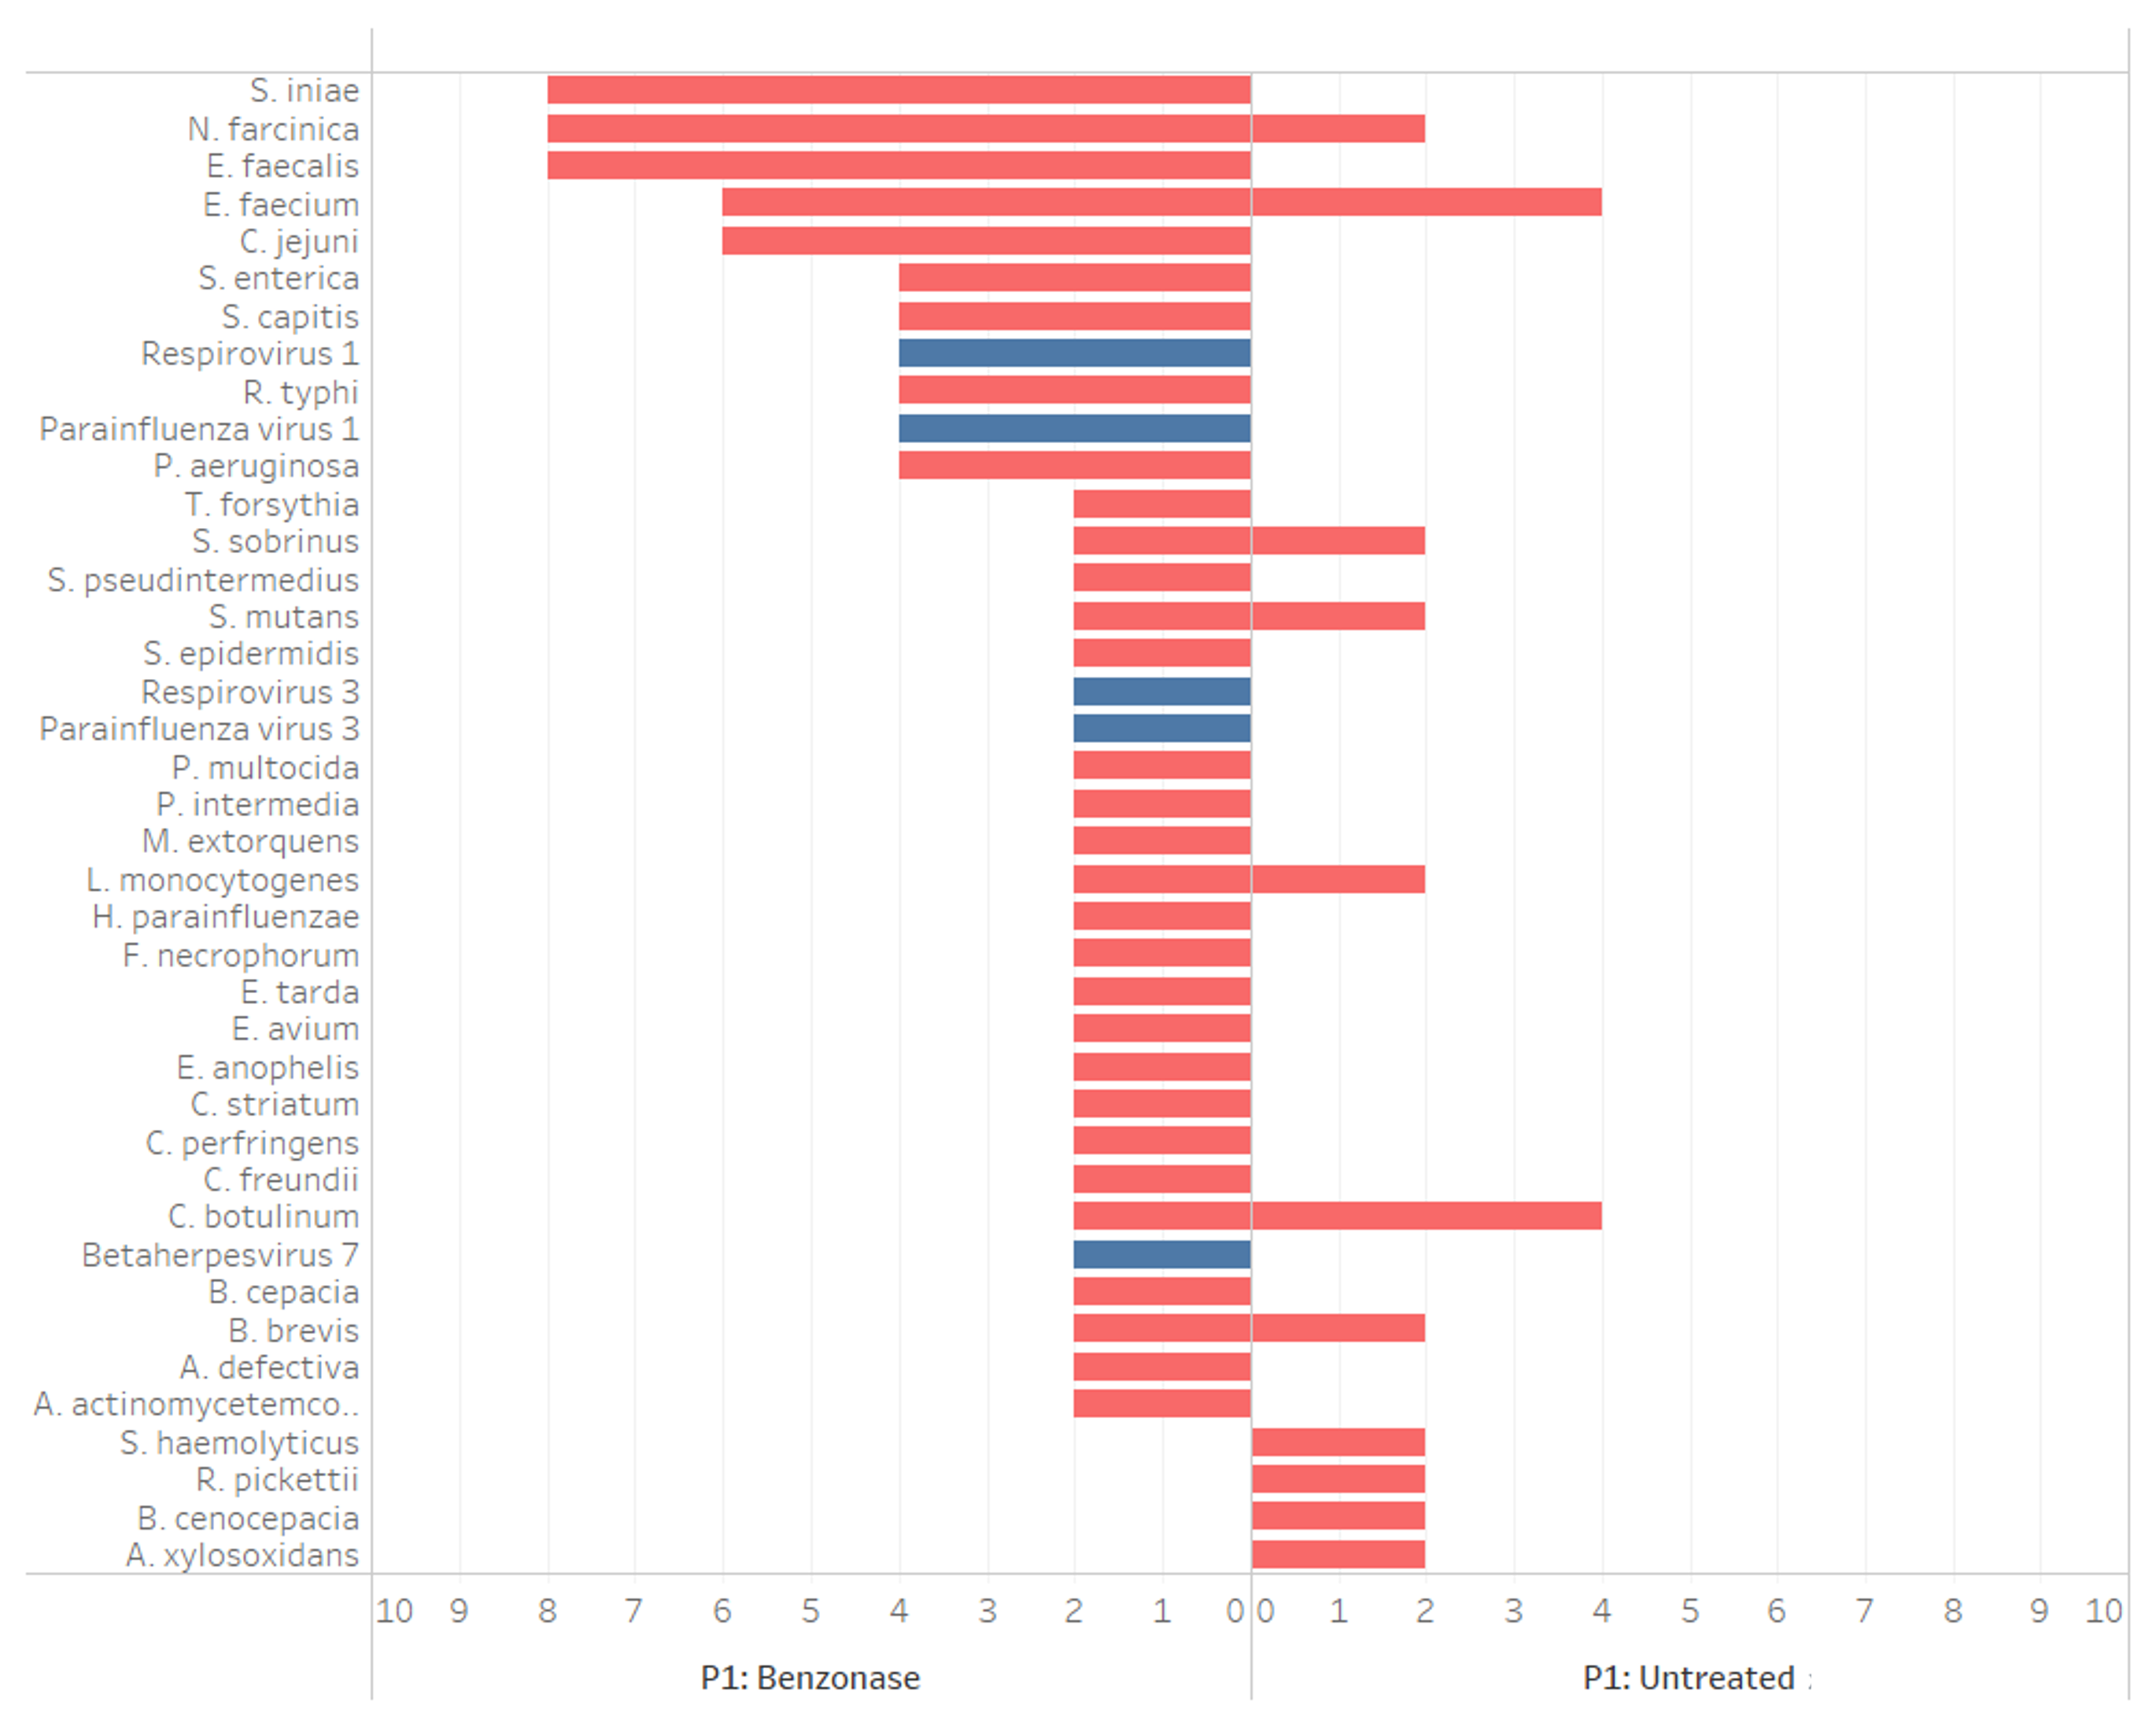 S. iniae
N. farcinica
E. faecalis
E. faecium
C. jejuni
S. enterica
S. capitis
Respirovirus 1
R. typhi
Parainfluenza virus 1
P. aeruginosa
T. forsythia
S. sobrinus
S. pseudintermedius
S. mutans
S. epidermidis
Respirovirus 3
Parainfluenza virus 3
P. multocida
P. intermedia
M. extorquens
L. monocytogenes
H. parainfluenzae
F. necrophorum
E. tarda
E. avium
E. anophelis
C. striatum
C. perfringens
C. freundii
C. botulinum
Betaherpesvirus 7
B. cepacia
B. brevis
A. defectiva
A. actinomycetemco..
S. haemolyticus
R. pickettii
B. cenocepacia
A. xylosoxidans
10 9 8 7 6 5 4 3 2 1 0 0 1 2 3 4 5 6 7 8 9 10
P1: Benzonase P1: Untreated